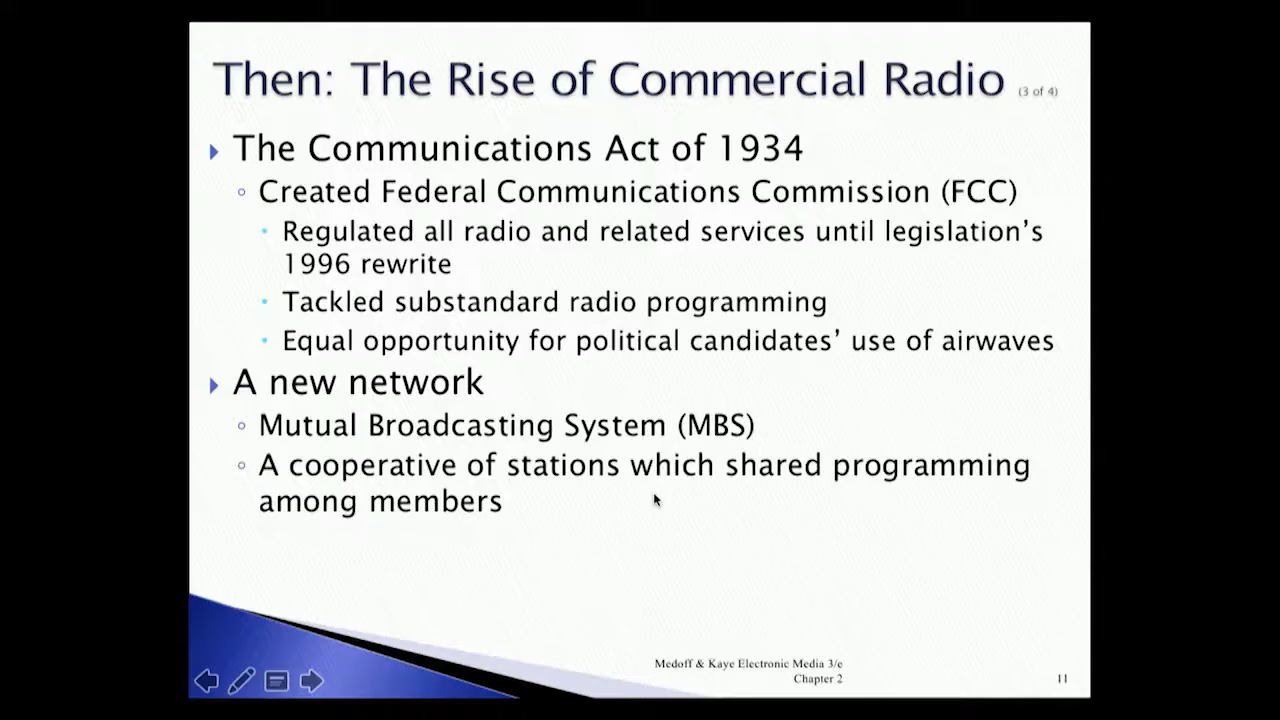 Then: The Rise of Commercial Radio (3 of 4)
The Communications Act of 1934
Created Federal Communications Commission (FCC)
Regulated all radio and related services until legislation's
1996 rewrite
Tackled substandard radio programming
Equal opportunity for political candidates' use of airwaves
A new network
Mutual Broadcasting System (MBS)
A cooperative of stations which shared programming
among members
Medoff & Kaye Electronic Media 3/e
Chapter 2
11